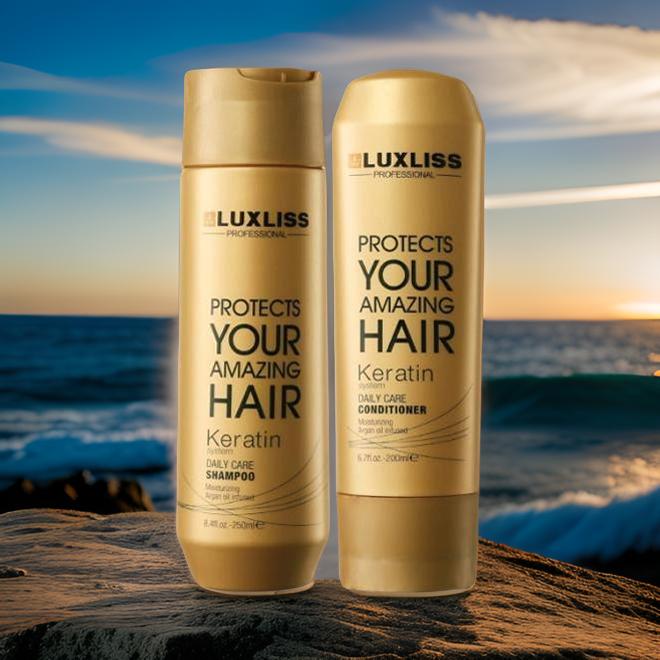 LUXLISS
PROFESSIONAL
PROTECTS
YOUR
AMAZING
HAIR
Keratin
system
DAILY CARE
SHAMPOO
Moisturizing
Argan oil infused
8.4fl.oz.-250ml℮
LUXLISS
PROFESSIONAL
PROTECTS
YOUR
AMAZING
HAIR
Keratin
system
DAILY CARE
CONDITIONER
Moisturizing
Argan oil infused
6.7fl.oz.-200ml℮